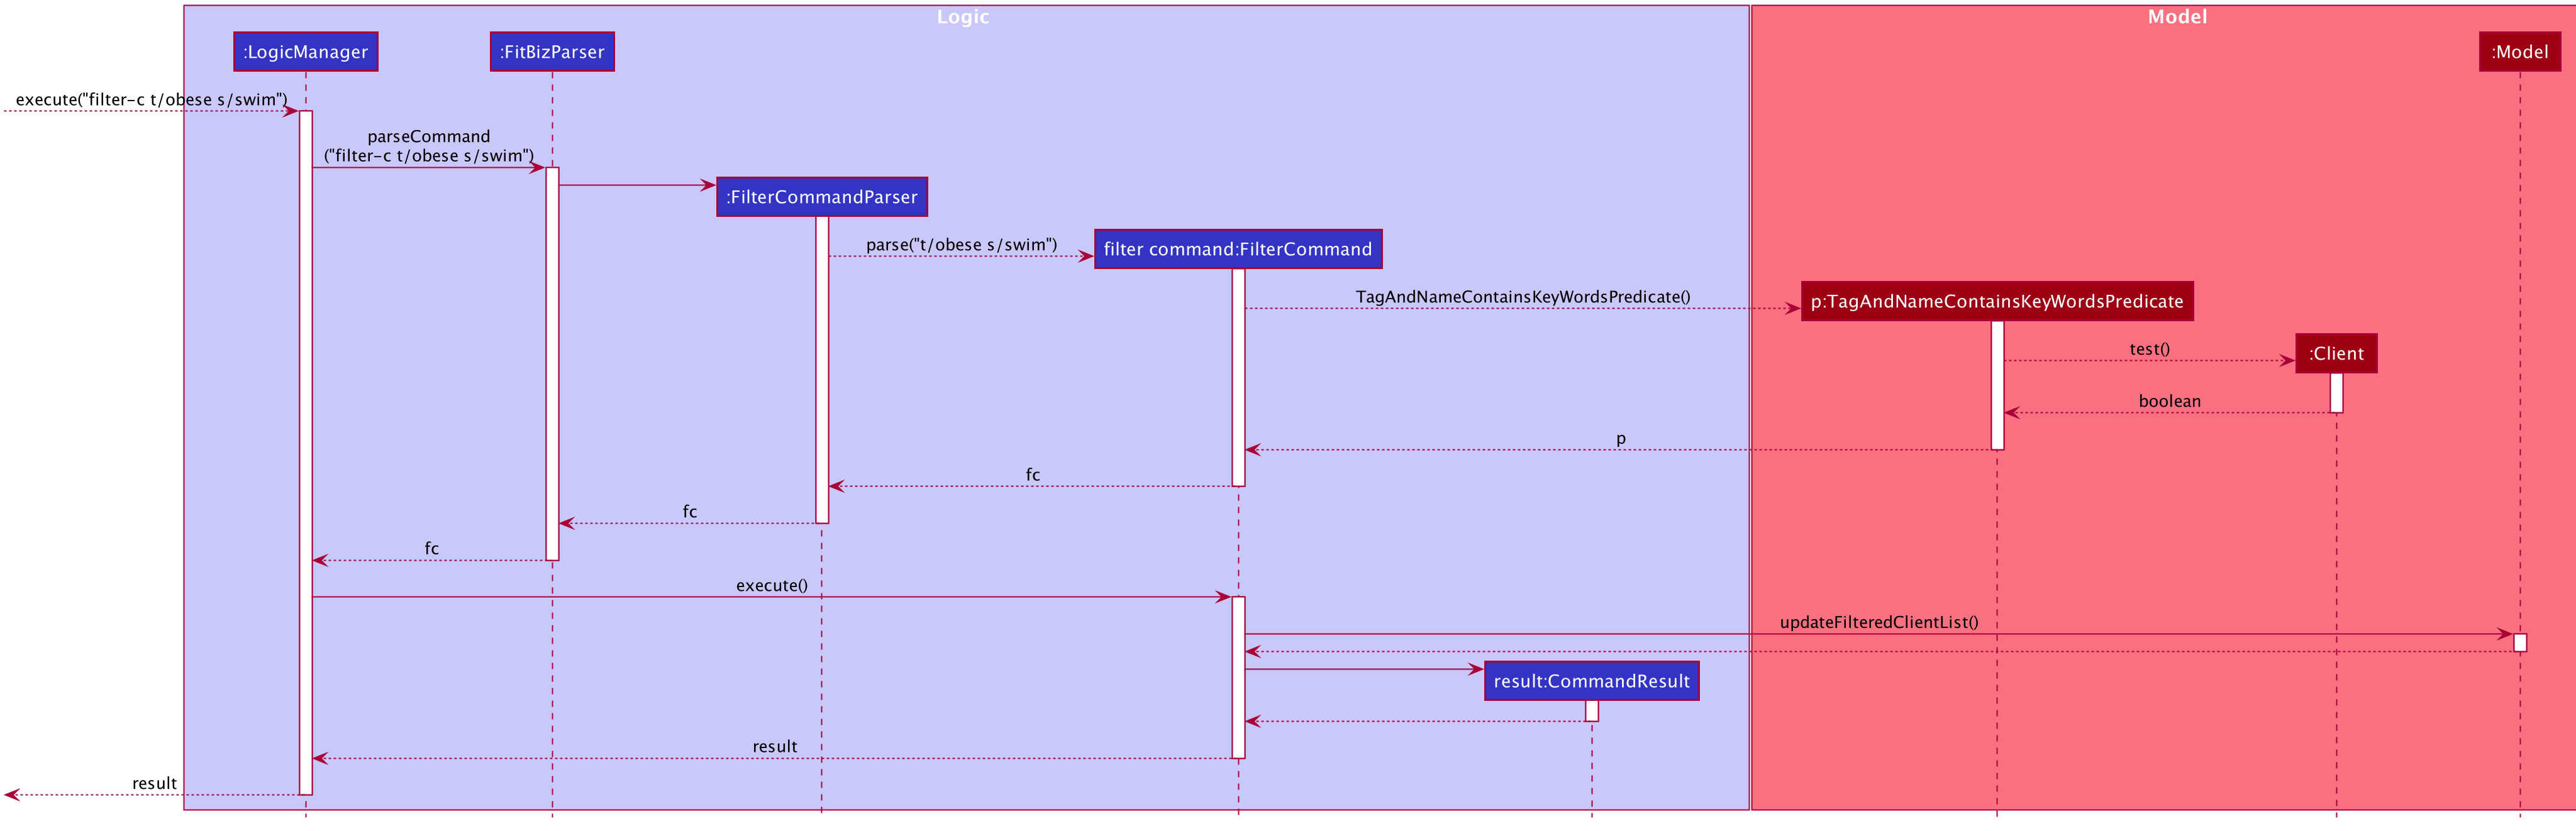 Logic
Model
:LogicManager
:FitBizParser
:Model
execute("filter-c t/obese s/swim")
parseCommand
("filter-c t/obese s/swim")
:FilterCommandParser
parse("t/obese s/swim")
filter command:FilterCommand
TagAndNameContainsKeyWordsPredicate()
p:TagAndNameContainsKeyWordsPredicate
test()
:Client
boolean
p
fc
fc
fc
execute()
updateFilteredClientList()
result:CommandResult
result
result